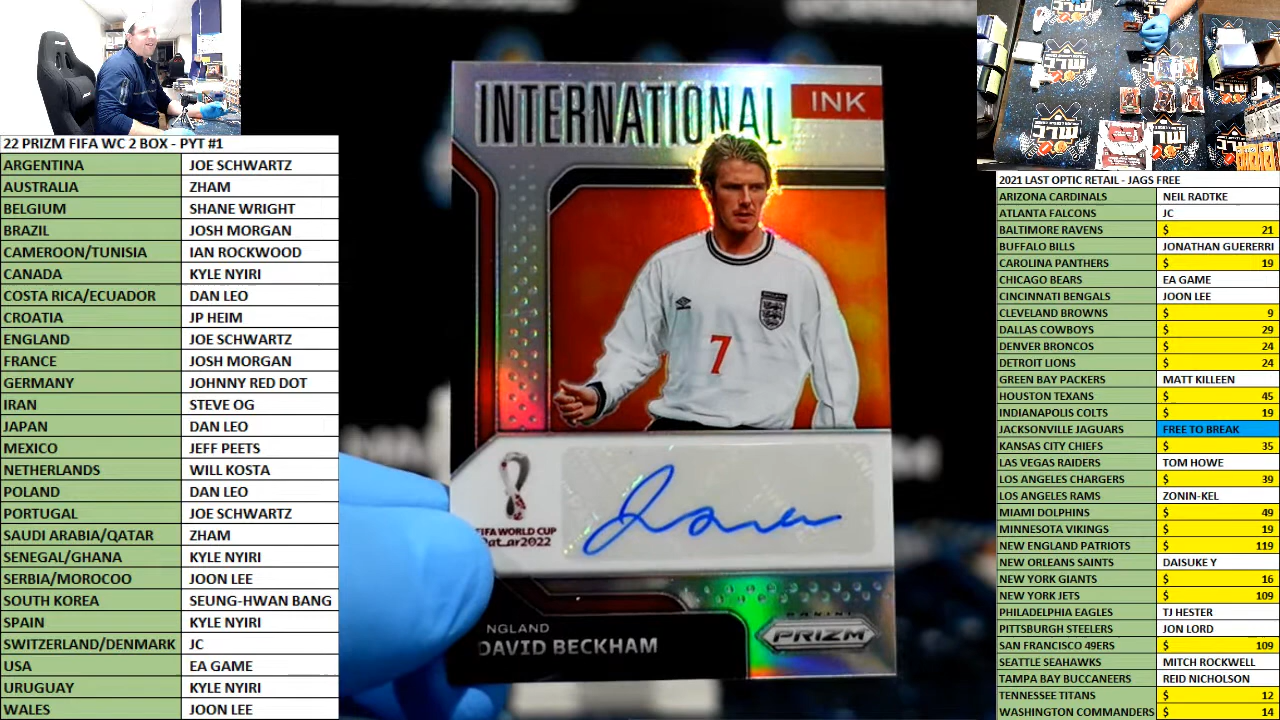 22 PRIZM FIFA WC 2 BOX - PYT #1
ARGENTINA JOE SCHWARTZ
AUSTRALIA ZHAM
BELGIUM SHANE WRIGHT
BRAZIL JOSH MORGAN
CAMEROON/TUNISIA IAN ROCKWOOD
CANADA KYLE NYIRI
COSTA RICA/ECUADOR DAN LEO
CROATIA JP HEIM
ENGLAND JOE SCHWARTZ
FRANCE JOSH MORGAN
GERMANY JOHNNY RED DOT
IRAN STEVE OG
JAPAN DAN LEO
MEXICO JEFF PEETS
NETHERLANDS WILL KOSTA
POLAND DAN LEO
PORTUGAL JOE SCHWARTZ
SAUDI ARABIA/QATAR ZHAM
SENEGAL/GHANA KYLE NYIRI
SERBIA/MOROCOO JOON LEE
SOUTH KOREA SEUNG-HWAN BANG
SPAIN KYLE NYIRI
SWITZERLAND/DENMARK JC
USA EA GAME
URUGUAY KYLE NYIRI
WALES JOON LEE
INTERNATIONAL
INK
7
FIFA WORLD CUP
Qatar2022
NGLAND
DAVID BECKHAM
PANINI
PRIZM
MLC
2021 LAST OPTIC RETAIL - JAGS FREE
ARIZONA CARDINALS NEIL RADTKE
ATLANTA FALCONS JC
BALTIMORE RAVENS $ 21
BUFFALO BILLS JONATHAN GUERERRI
CAROLINA PANTHERS $ 19
CHICAGO BEARS EA GAME
CINCINNATI BENGALS JOON LEE
CLEVELAND BROWNS $ 9
DALLAS COWBOYS $ 29
DENVER BRONCOS $ 24
DETROIT LIONS $ 24
GREEN BAY PACKERS MATT KILLEEN
HOUSTON TEXANS $ 45
INDIANAPOLIS COLTS $ 19
JACKSONVILLE JAGUARS FREE TO BREAK
KANSAS CITY CHIEFS $ 35
LAS VEGAS RAIDERS TOM HOWE
LOS ANGELES CHARGERS $ 39
LOS ANGELES RAMS ZONIN-KEL
MIAMI DOLPHINS $ 49
MINNESOTA VIKINGS $ 19
NEW ENGLAND PATRIOTS $ 119
NEW ORLEANS SAINTS DAISUKE Y
NEW YORK GIANTS $ 16
NEW YORK JETS $ 109
PHILADELPHIA EAGLES TJ HESTER
PITTSBURGH STEELERS JON LORD
SAN FRANCISCO 49ERS $ 109
SEATTLE SEAHAWKS MITCH ROCKWELL
TAMPA BAY BUCCANEERS REID NICHOLSON
TENNESSEE TITANS $ 12
WASHINGTON COMMANDERS $ 14